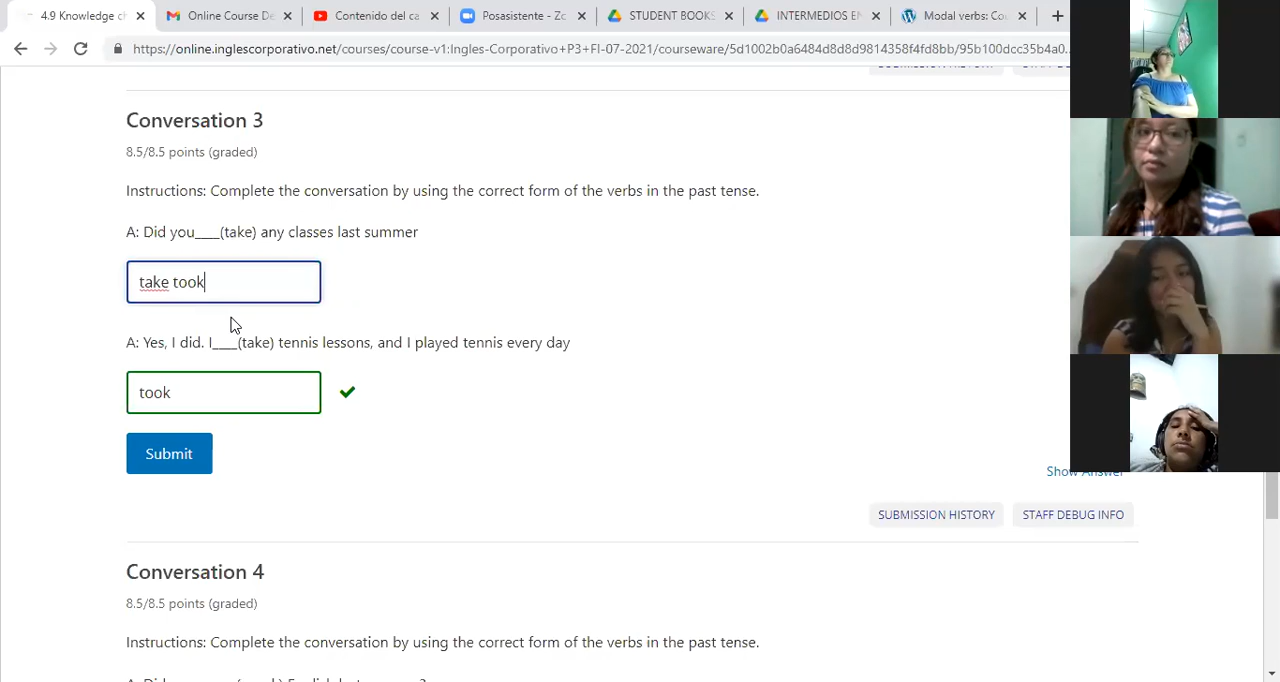 4.9 Knowledge ch
Online Course De
Contenido del ca
Posasistente - Zo
STUDENT BOOKS
INTERMEDIOS EN
Modal verbs: Cou
https://online.inglescorporativo.net/courses/course-v1:Ingles-Corporativo+P3+FI-07-2021/courseware/5d1002b0a6484d8d8d9814358f4fd8bb/95b100dcc35b4a0...
Conversation 3
8.5/8.5 points (graded)
Instructions: Complete the conversation by using the correct form of the verbs in the past tense.
A: Did you___(take) any classes last summer
take took
A: Yes, I did. I___(take) tennis lessons, and I played tennis every day
took
Submit
Show Answer
SUBMISSION HISTORY
STAFF DEBUG INFO
Conversation 4
8.5/8.5 points (graded)
Instructions: Complete the conversation by using the correct form of the verbs in the past tense.